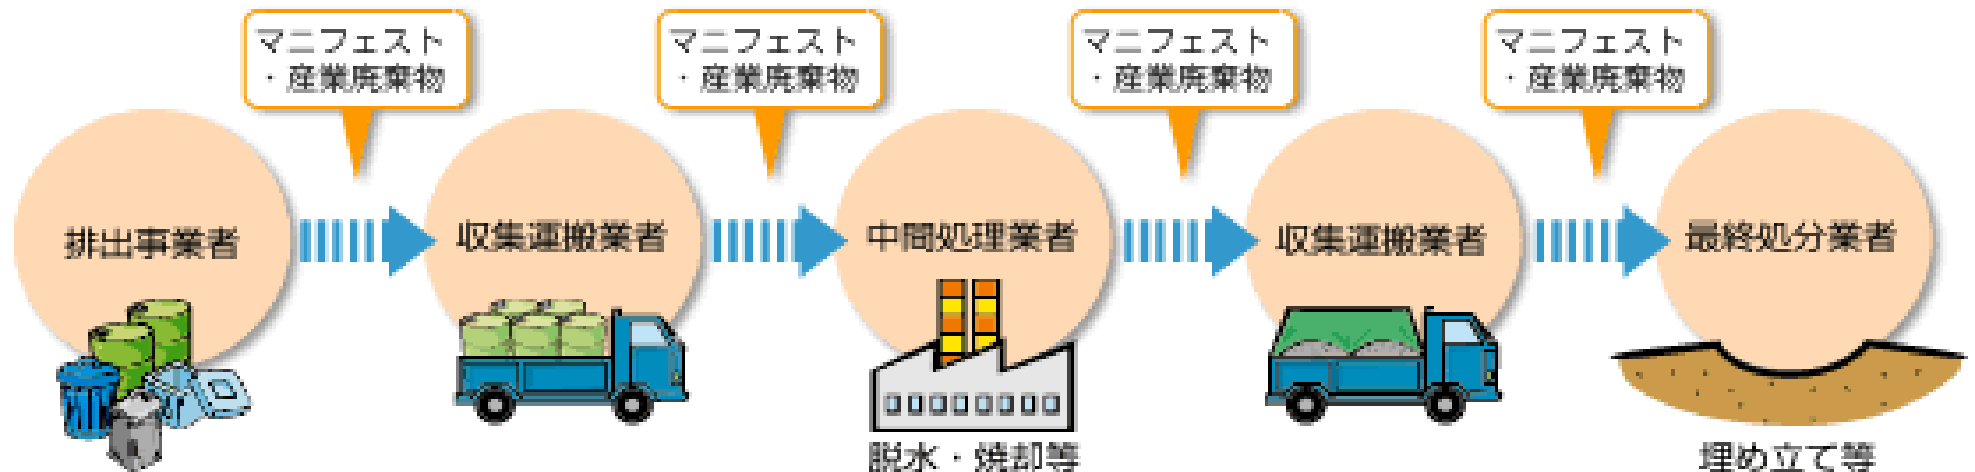 マニフェスト
・産業廃棄物
マニフェスト
・産業廃棄物
マニフェスト
・産業廃棄物
マニフェスト
・産業廃棄物
排出事業者
収集運搬業者
中間処理業者
収集運搬業者
最終処分業者
脱水・焼却等
埋め立て等